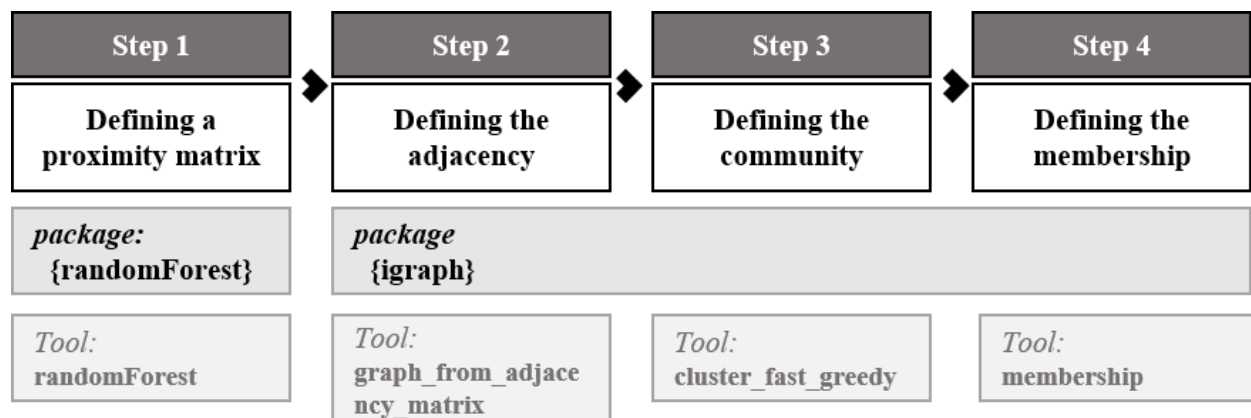 Step 1
Step 2
Step 3
Step 4
Defining a
proximity matrix
Defining the
adjacency
Defining the
community
Defining the
membership
package:
{randomForest}
package
{igraph}
Tool:
randomForest
Tool:
graph_from_adjace
ncy_matrix
Tool:
cluster_fast_greedy
Tool:
membership